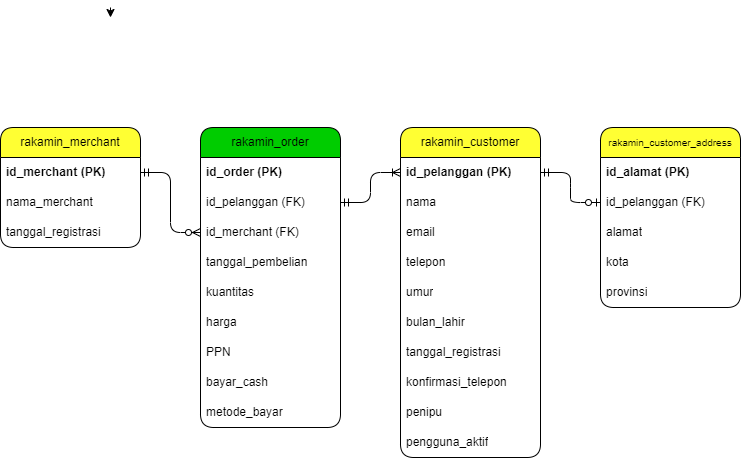 rakamin_merchant
id_merchant (PK)
nama_merchant
tanggal_registrasi
rakamin_order
id_order (PK)
id_pelanggan (FK)
id_merchant (FK)
tanggal_pembelian
kuantitas
harga
PPN
bayar_cash
metode_bayar
rakamin_customer
id_pelanggan (PK)
nama
email
telepon
umur
bulan_lahir
tanggal_registrasi
konfirmasi_telepon
penipu
pengguna_aktif
rakamin_customer_address
id_alamat (PK)
id_pelanggan (FK)
alamat
kota
provinsi